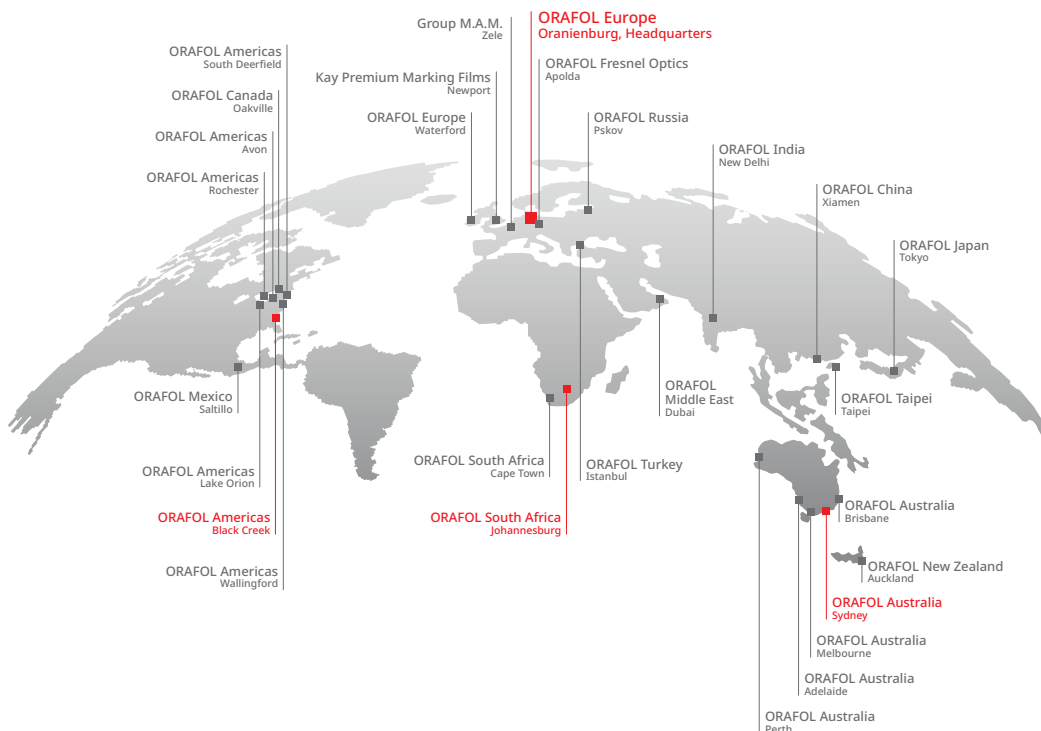 ORAFOL Europe
Oranienburg, Headquarters
Group M.A.M.
Zele
ORAFOL Americas
South Deerfield
ORAFOL Fresnel Optics
Apolda
Kay Premium Marking Films
Newport
ORAFOL Canada
Oakville
ORAFOL Europe
Waterford
ORAFOL Russia
Pskov
ORAFOL Americas
Avon
ORAFOL India
New Delhi
ORAFOL Americas
Rochester
ORAFOL China
Xiamen
ORAFOL Japan
Tokyo
ORAFOL Mexico
Saltillo
ORAFOL
Middle East
Dubai
ORAFOL Taipei
Taipei
ORAFOL Americas
Lake Orion
ORAFOL South Africa
Cape Town
ORAFOL Turkey
Istanbul
ORAFOL Americas
Black Creek
ORAFOL South Africa
Johannesburg
ORAFOL Australia
Brisbane
ORAFOL Americas
Wallingford
ORAFOL New Zealand
Auckland
ORAFOL Australia
Sydney
ORAFOL Australia
Melbourne
ORAFOL Australia
Adelaide
ORAFOL Australia
Perth